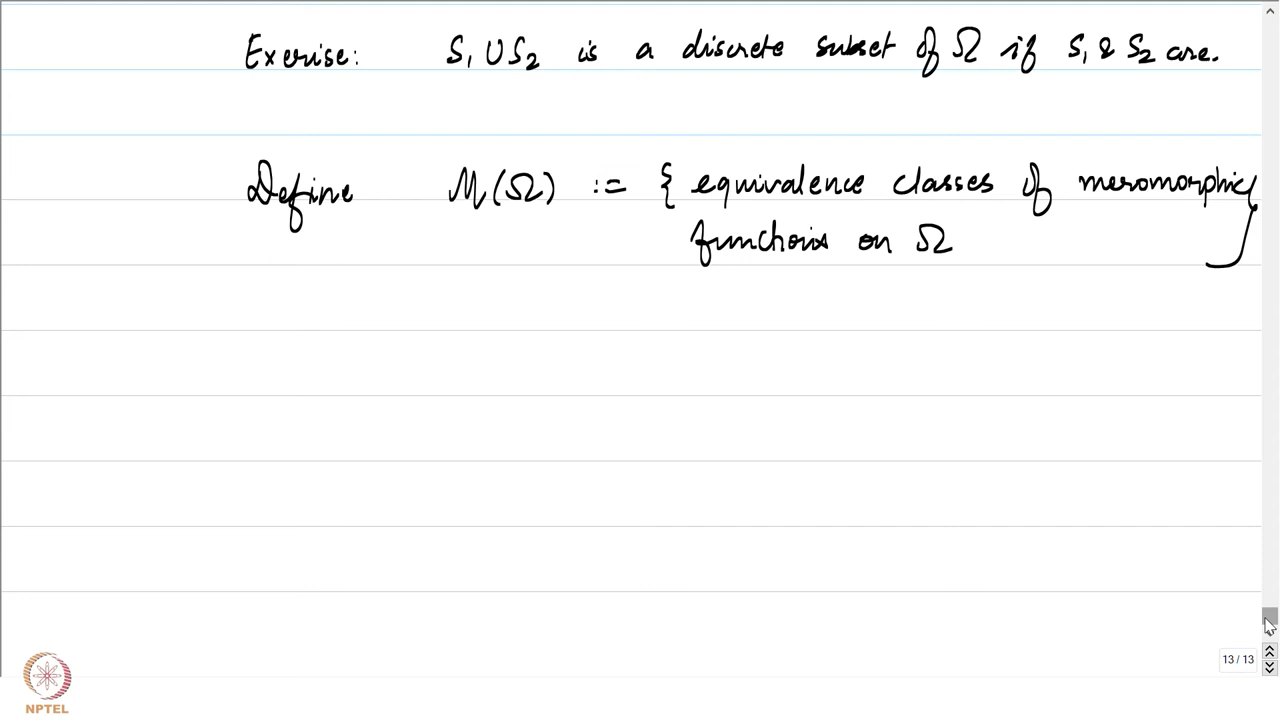 Exerise: S₁ ∪ S₂ is a discrete subset of Ω if S₁ & S₂ are.
Define M(Ω) := { equivalence classes of meromorphic
functions on Ω }
13 / 13
NPTEL